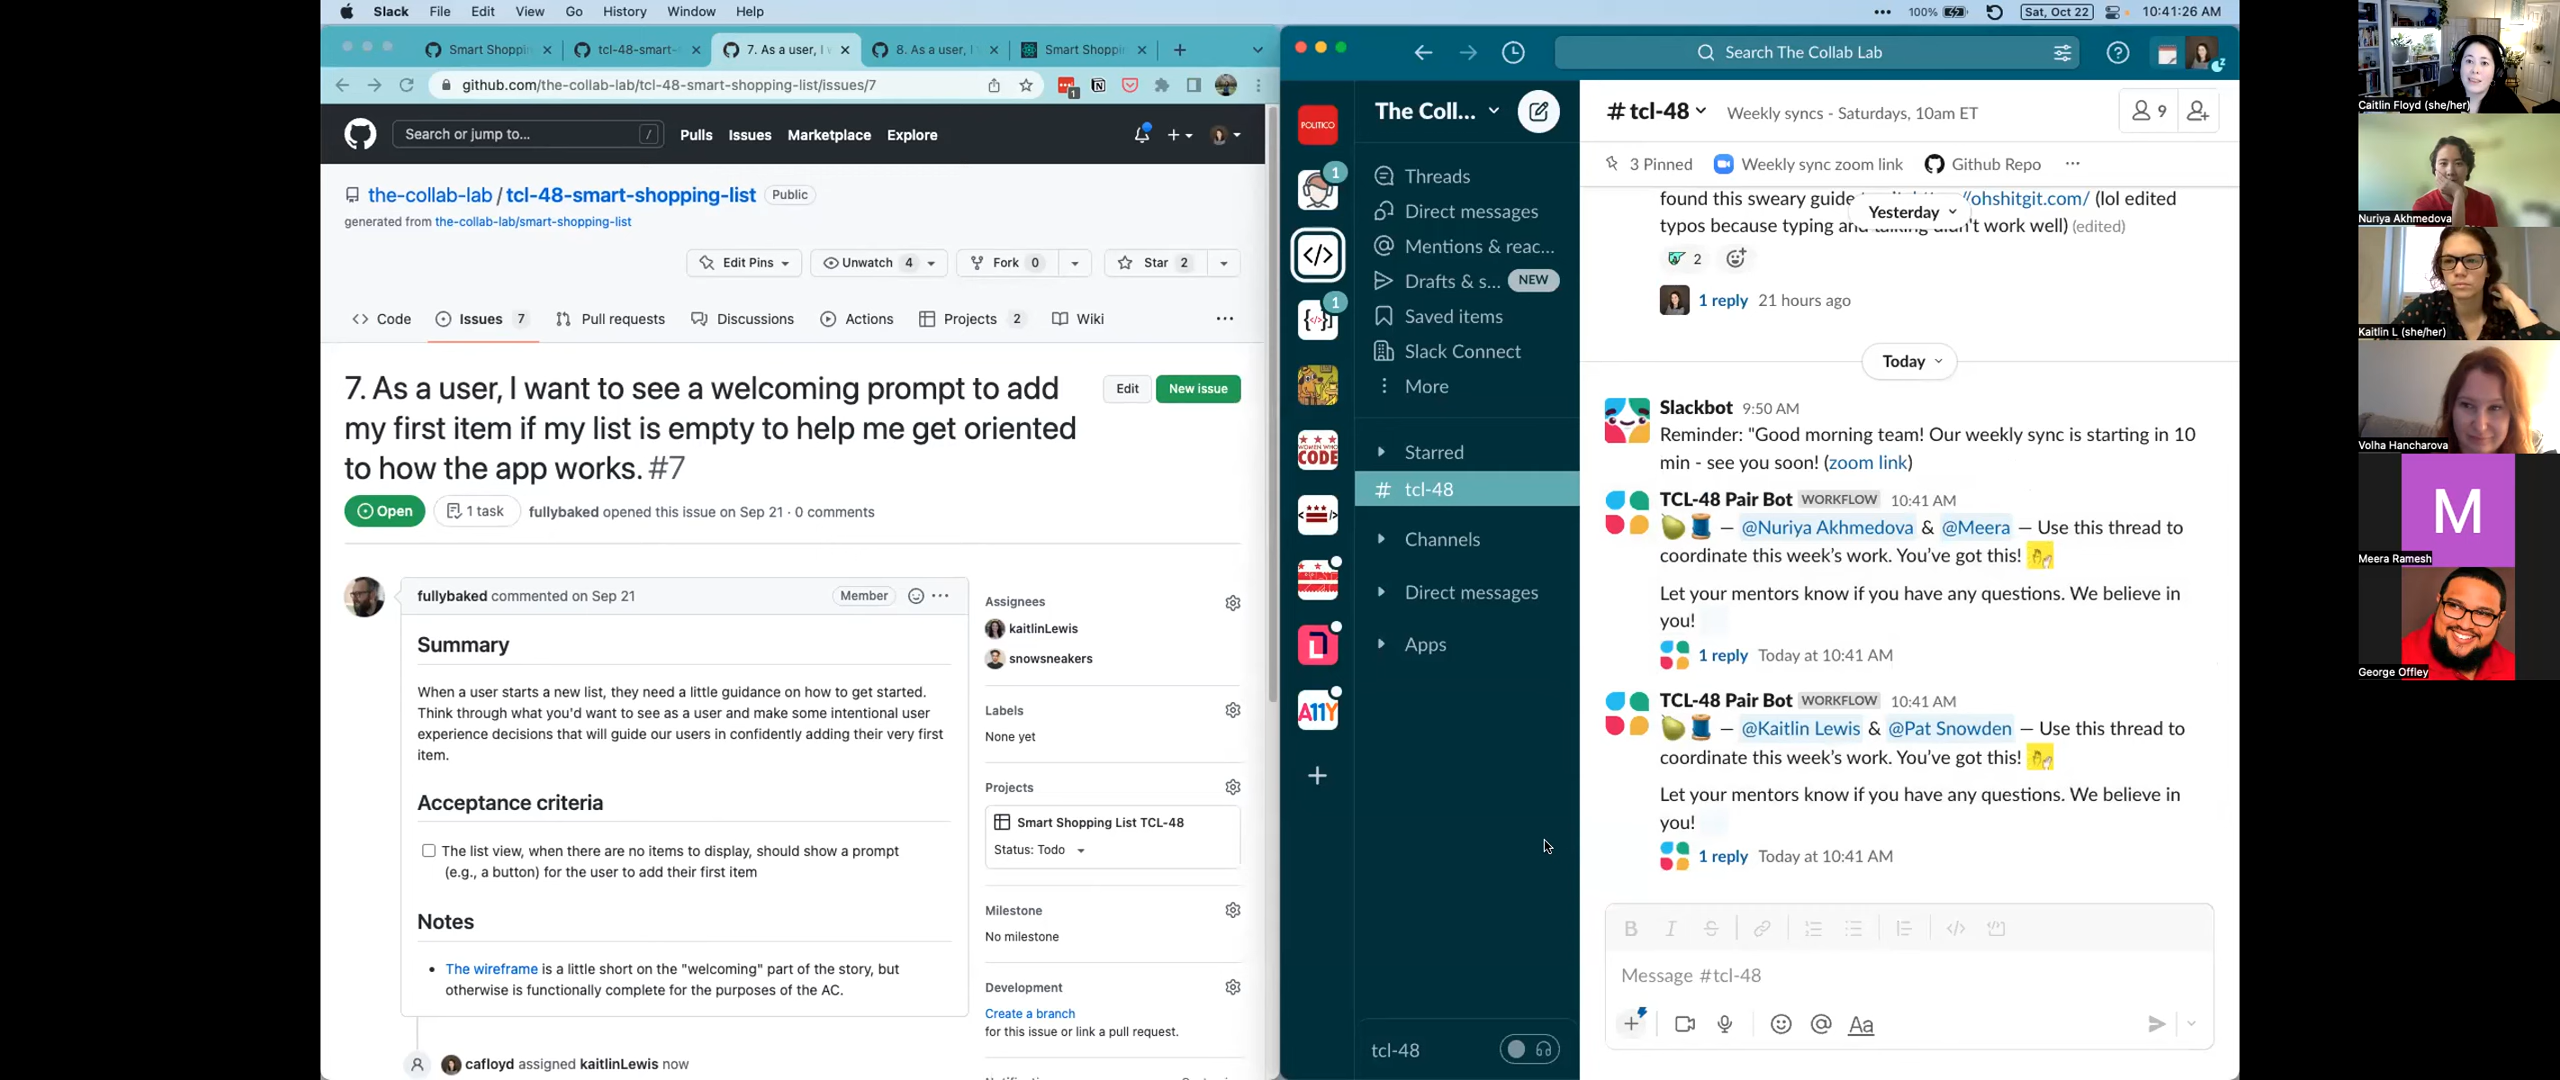 Slack File Edit View Go History Window Help
100% Sat, Oct 22 10:41:26 AM
Smart Shoppi
tcl-48-smart-
7. As a user, I
8. As a user, I
Smart Shoppi
github.com/the-collab-lab/tcl-48-smart-shopping-list/issues/7
1
Search or jump to... /
Pulls Issues Marketplace Explore
the-collab-lab / tcl-48-smart-shopping-list Public
generated from the-collab-lab/smart-shopping-list
Edit Pins Unwatch 4 Fork 0 Star 2
Code Issues 7 Pull requests Discussions Actions Projects 2 Wiki
7. As a user, I want to see a welcoming prompt to add
my first item if my list is empty to help me get oriented
to how the app works. #7
Edit New issue
Open 1 task fullybaked opened this issue on Sep 21 · 0 comments
fullybaked commented on Sep 21 Member
Summary
When a user starts a new list, they need a little guidance on how to get started.
Think through what you'd want to see as a user and make some intentional user
experience decisions that will guide our users in confidently adding their very first
item.
Acceptance criteria
The list view, when there are no items to display, should show a prompt
(e.g., a button) for the user to add their first item
Notes
• The wireframe is a little short on the "welcoming" part of the story, but
otherwise is functionally complete for the purposes of the AC.
cafloyd assigned kaitlinLewis now
Assignees
kaitlinLewis
snowsneakers
Labels
None yet
Projects
Smart Shopping List TCL-48
Status: Todo
Milestone
No milestone
Development
Create a branch
for this issue or link a pull request.
Search The Collab Lab
POLITICO
1
</>
1
WOMEN WHO
CODE
A11Y
The Coll...
Threads
Direct messages
Mentions & reac...
Drafts & s... NEW
Saved items
Slack Connect
More
Starred
# tcl-48
Channels
Direct messages
Apps
tcl-48
# tcl-48 Weekly syncs - Saturdays, 10am ET 9
3 Pinned Weekly sync zoom link Github Repo
found this sweary guide //ohshitgit.com/ (lol edited
Yesterday
typos because typing and talking didn't work well) (edited)
2
1 reply 21 hours ago
Today
Slackbot 9:50 AM
Reminder: "Good morning team! Our weekly sync is starting in 10
min - see you soon! (zoom link)
TCL-48 Pair Bot WORKFLOW 10:41 AM
— @Nuriya Akhmedova & @Meera — Use this thread to
coordinate this week's work. You've got this!
Let your mentors know if you have any questions. We believe in
you!
1 reply Today at 10:41 AM
TCL-48 Pair Bot WORKFLOW 10:41 AM
— @Kaitlin Lewis & @Pat Snowden — Use this thread to
coordinate this week's work. You've got this!
Let your mentors know if you have any questions. We believe in
you!
1 reply Today at 10:41 AM
Message #tcl-48
Aa
Caitlin Floyd (she/her)
Nuriya Akhmedova
Kaitlin L (she/her)
Volha Hancharova
M
Meera Ramesh
George Offley